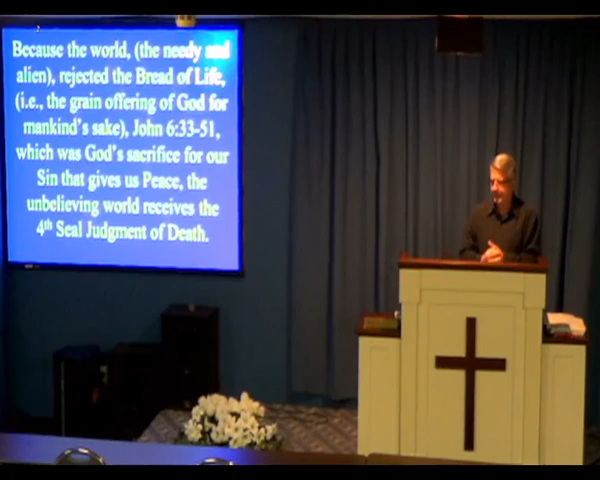 Because the world, (the needy and
alien), rejected the Bread of Life,
(i.e., the grain offering of God for
mankind's sake), John 6:33-51,
which was God's sacrifice for our
Sin that gives us Peace, the
unbelieving world receives the
4th Seal Judgment of Death.